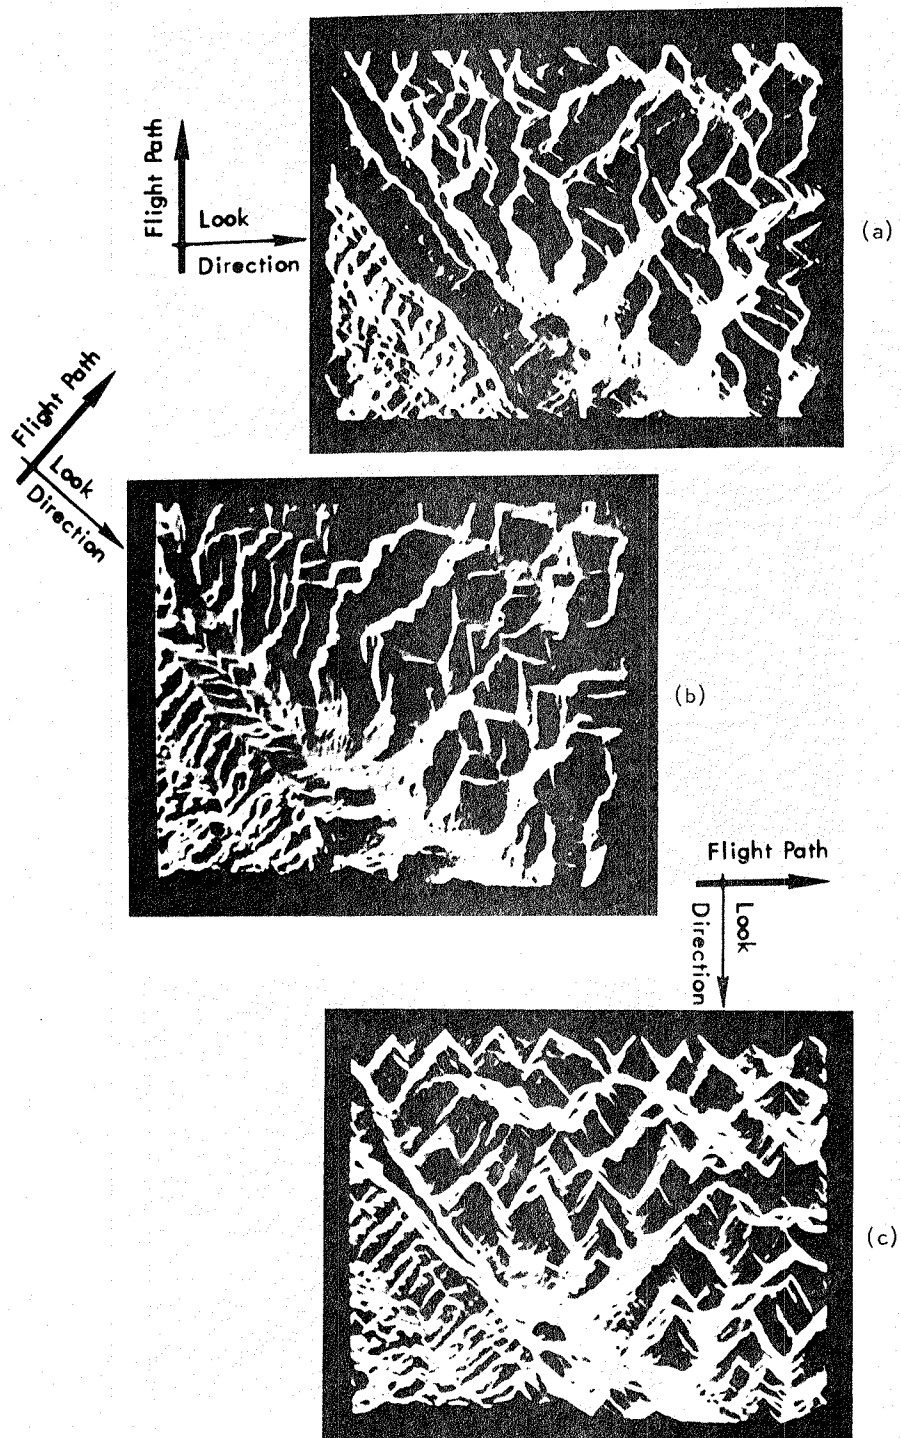 Flight Path
Look
Direction
(a)
Flight Path
Look
Direction
(b)
Flight Path
Look
Direction
(c)